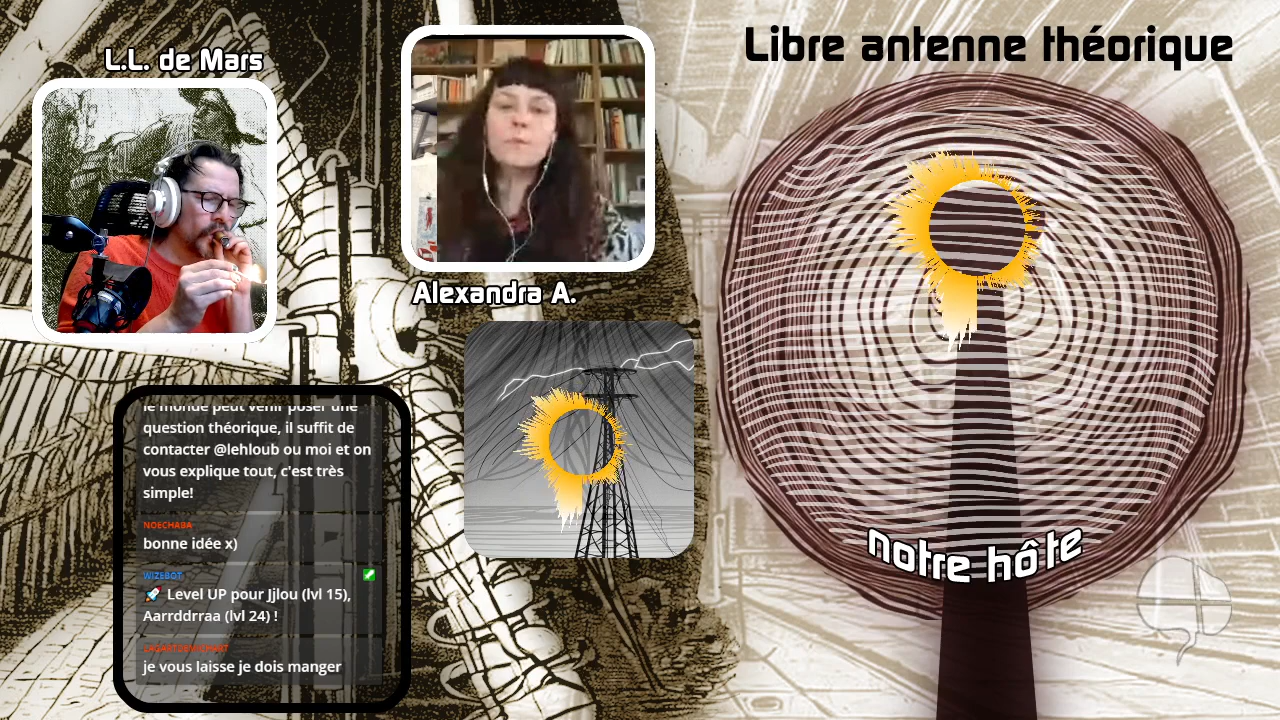 L.L. de Mars
Libre antenne théorique
Alexandra A.
le monde peut venir poser une
question théorique, il suffit de
contacter @lehloub ou moi et on
vous explique tout, c'est très
simple!
NOECHABA
bonne idée x)
WIZEBOT
🚀 Level UP pour Jjlou (lvl 15),
Aarrddrraa (lvl 24) !
je vous laisse je dois manger
notre hôte